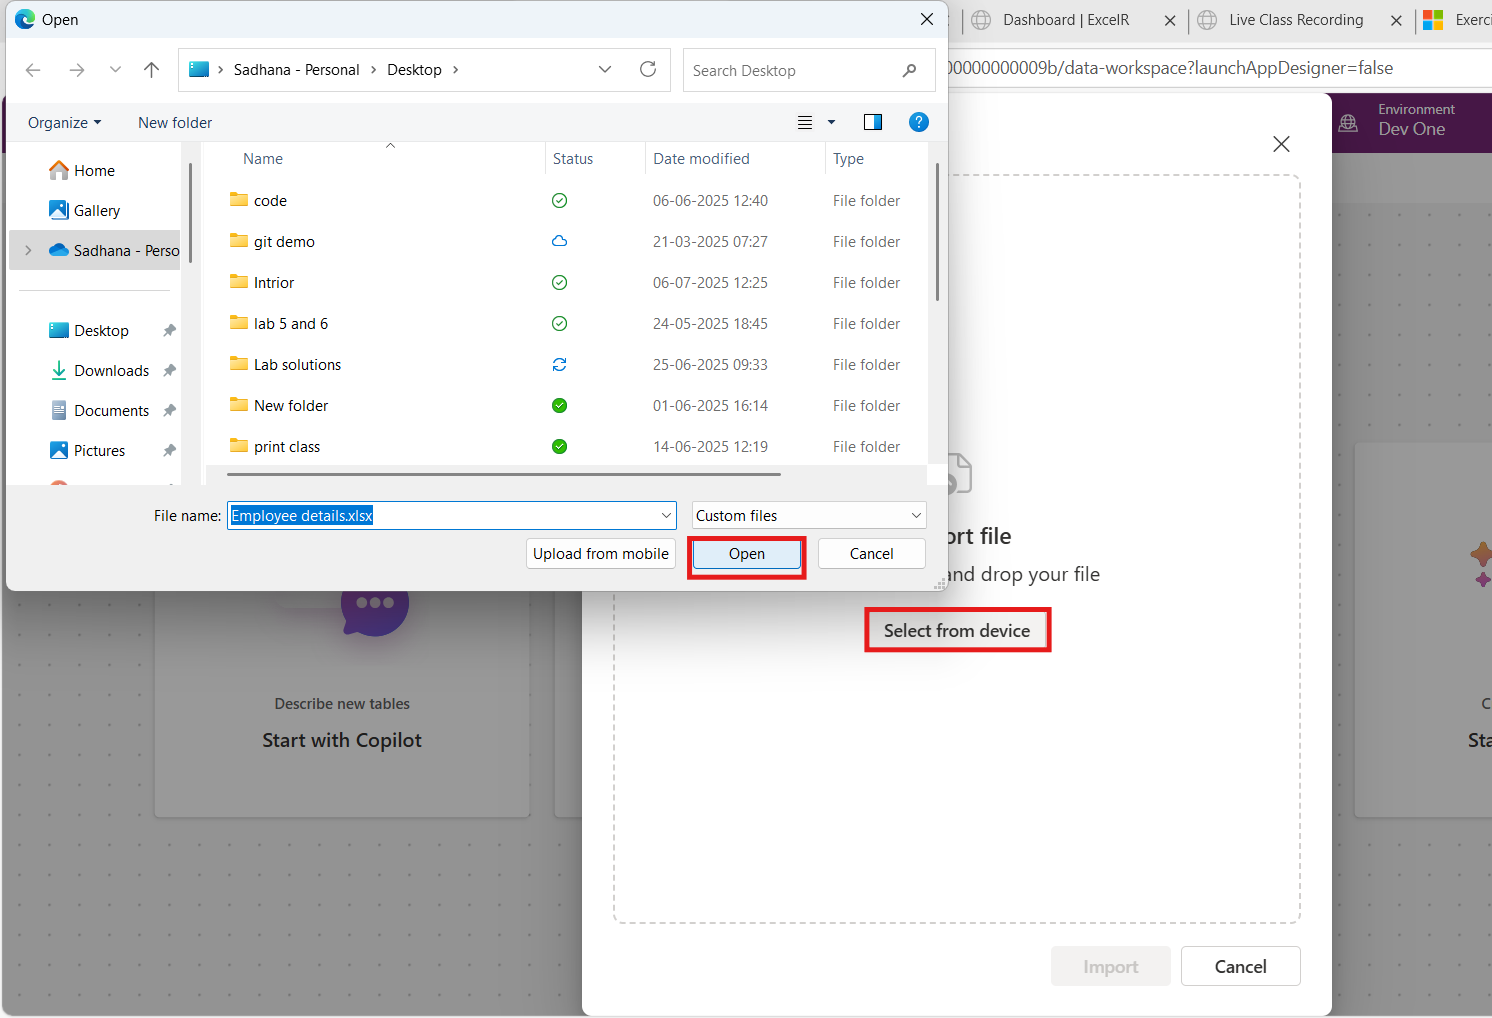 Open
Dashboard | ExcelR
Live Class Recording
Exerci
Sadhana - Personal
Desktop
Search Desktop
00000000009b/data-workspace?launchAppDesigner=false
Organize
New folder
Environment
Dev One
Home
Gallery
Sadhana - Perso
Desktop
Downloads
Documents
Pictures
Name Status Date modified Type
code 06-06-2025 12:40 File folder
git demo 21-03-2025 07:27 File folder
Intrior 06-07-2025 12:25 File folder
lab 5 and 6 24-05-2025 18:45 File folder
Lab solutions 25-06-2025 09:33 File folder
New folder 01-06-2025 16:14 File folder
print class 14-06-2025 12:19 File folder
File name: Employee details.xlsx Custom files
Upload from mobile Open Cancel
ort file
and drop your file
Select from device
Describe new tables
Start with Copilot
C
Sta
Import Cancel